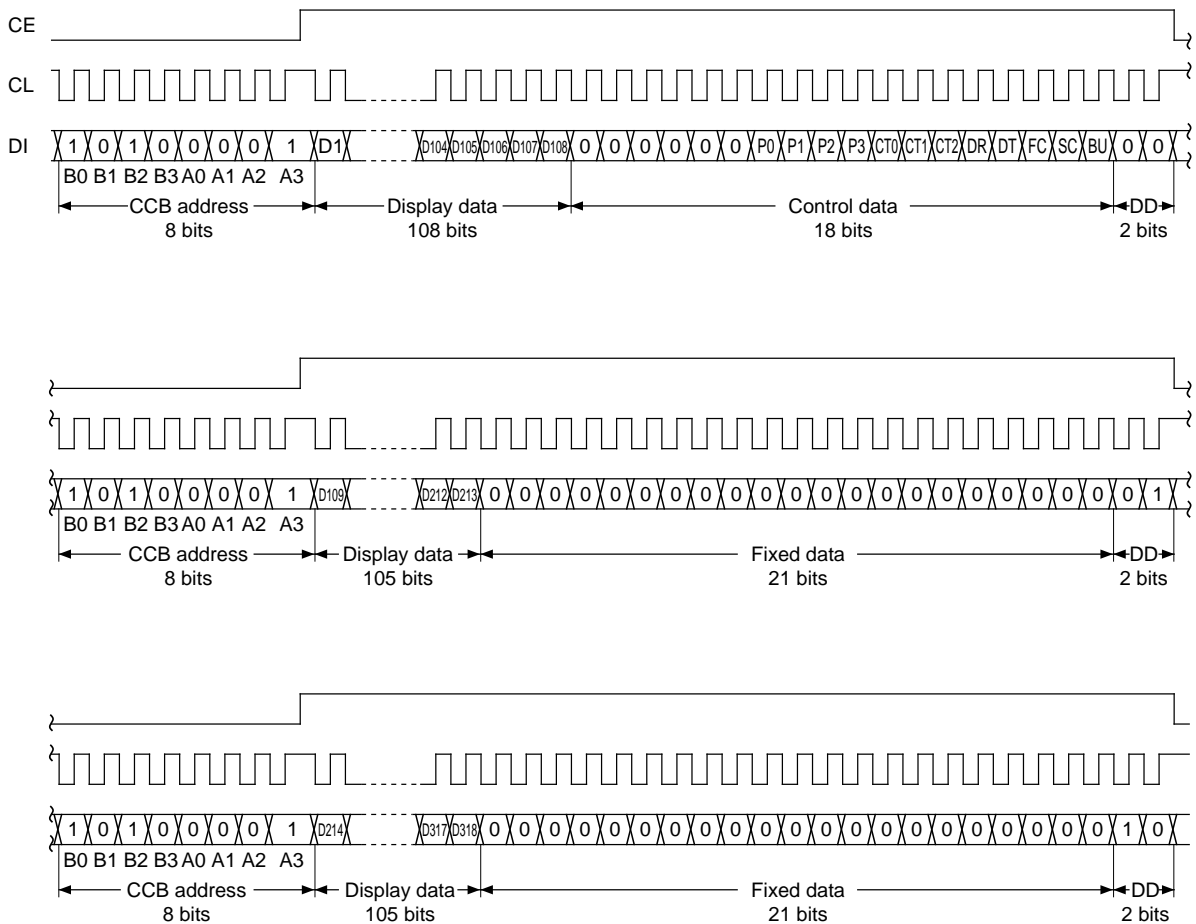 CE
CL
DI 1 0 1 0 0 0 0 1 D1 D104 D105 D106 D107 D108 0 0 0 0 0 0 P0 P1 P2 P3 CT0 CT1 CT2 DR DT FC SC BU 0 0
B0 B1 B2 B3 A0 A1 A2 A3
CCB address Display data Control data DD
8 bits 108 bits 18 bits 2 bits
1 0 1 0 0 0 0 1 D109 D212 D213 0 0 0 0 0 0 0 0 0 0 0 0 0 0 0 0 0 0 0 0 0 0 1
B0 B1 B2 B3 A0 A1 A2 A3
CCB address Display data Fixed data DD
8 bits 105 bits 21 bits 2 bits
1 0 1 0 0 0 0 1 D214 D317 D318 0 0 0 0 0 0 0 0 0 0 0 0 0 0 0 0 0 0 0 0 0 1 0
B0 B1 B2 B3 A0 A1 A2 A3
CCB address Display data Fixed data DD
8 bits 105 bits 21 bits 2 bits